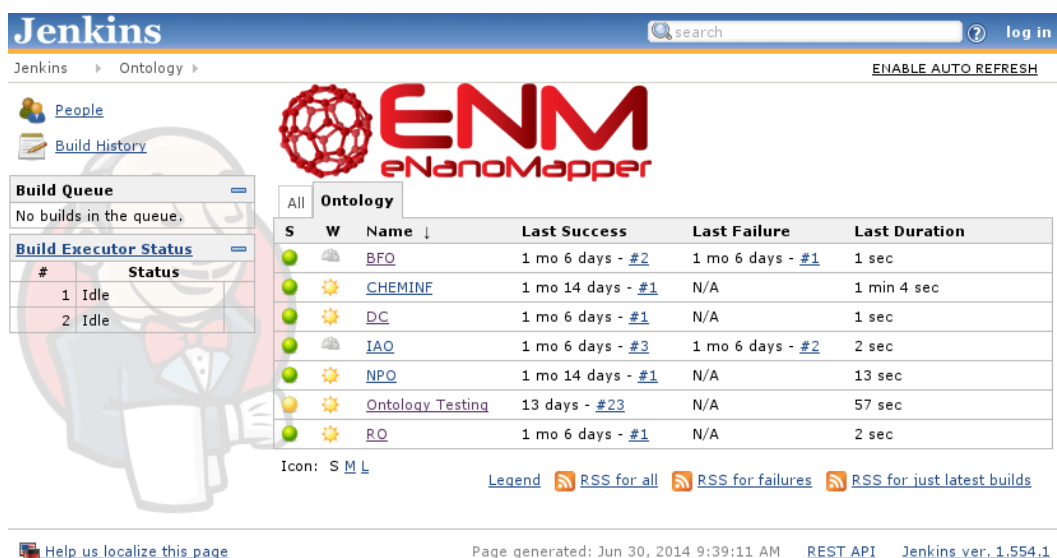 Jenkins
search
? log in
Jenkins Ontology
ENABLE AUTO REFRESH
People
Build History
ENM
eNanoMapper
Build Queue
No builds in the queue.
Build Executor Status
# Status
1 Idle
2 Idle
All Ontology
S W Name ↓ Last Success Last Failure Last Duration
BFO 1 mo 6 days - #2 1 mo 6 days - #1 1 sec
CHEMINF 1 mo 14 days - #1 N/A 1 min 4 sec
DC 1 mo 6 days - #1 N/A 1 sec
IAO 1 mo 6 days - #3 1 mo 6 days - #2 2 sec
NPO 1 mo 14 days - #1 N/A 13 sec
Ontology Testing 13 days - #23 N/A 57 sec
RO 1 mo 6 days - #1 N/A 2 sec
Icon: S M L
Legend RSS for all RSS for failures RSS for just latest builds
Help us localize this page
Page generated: Jun 30, 2014 9:39:11 AM REST API Jenkins ver. 1.554.1